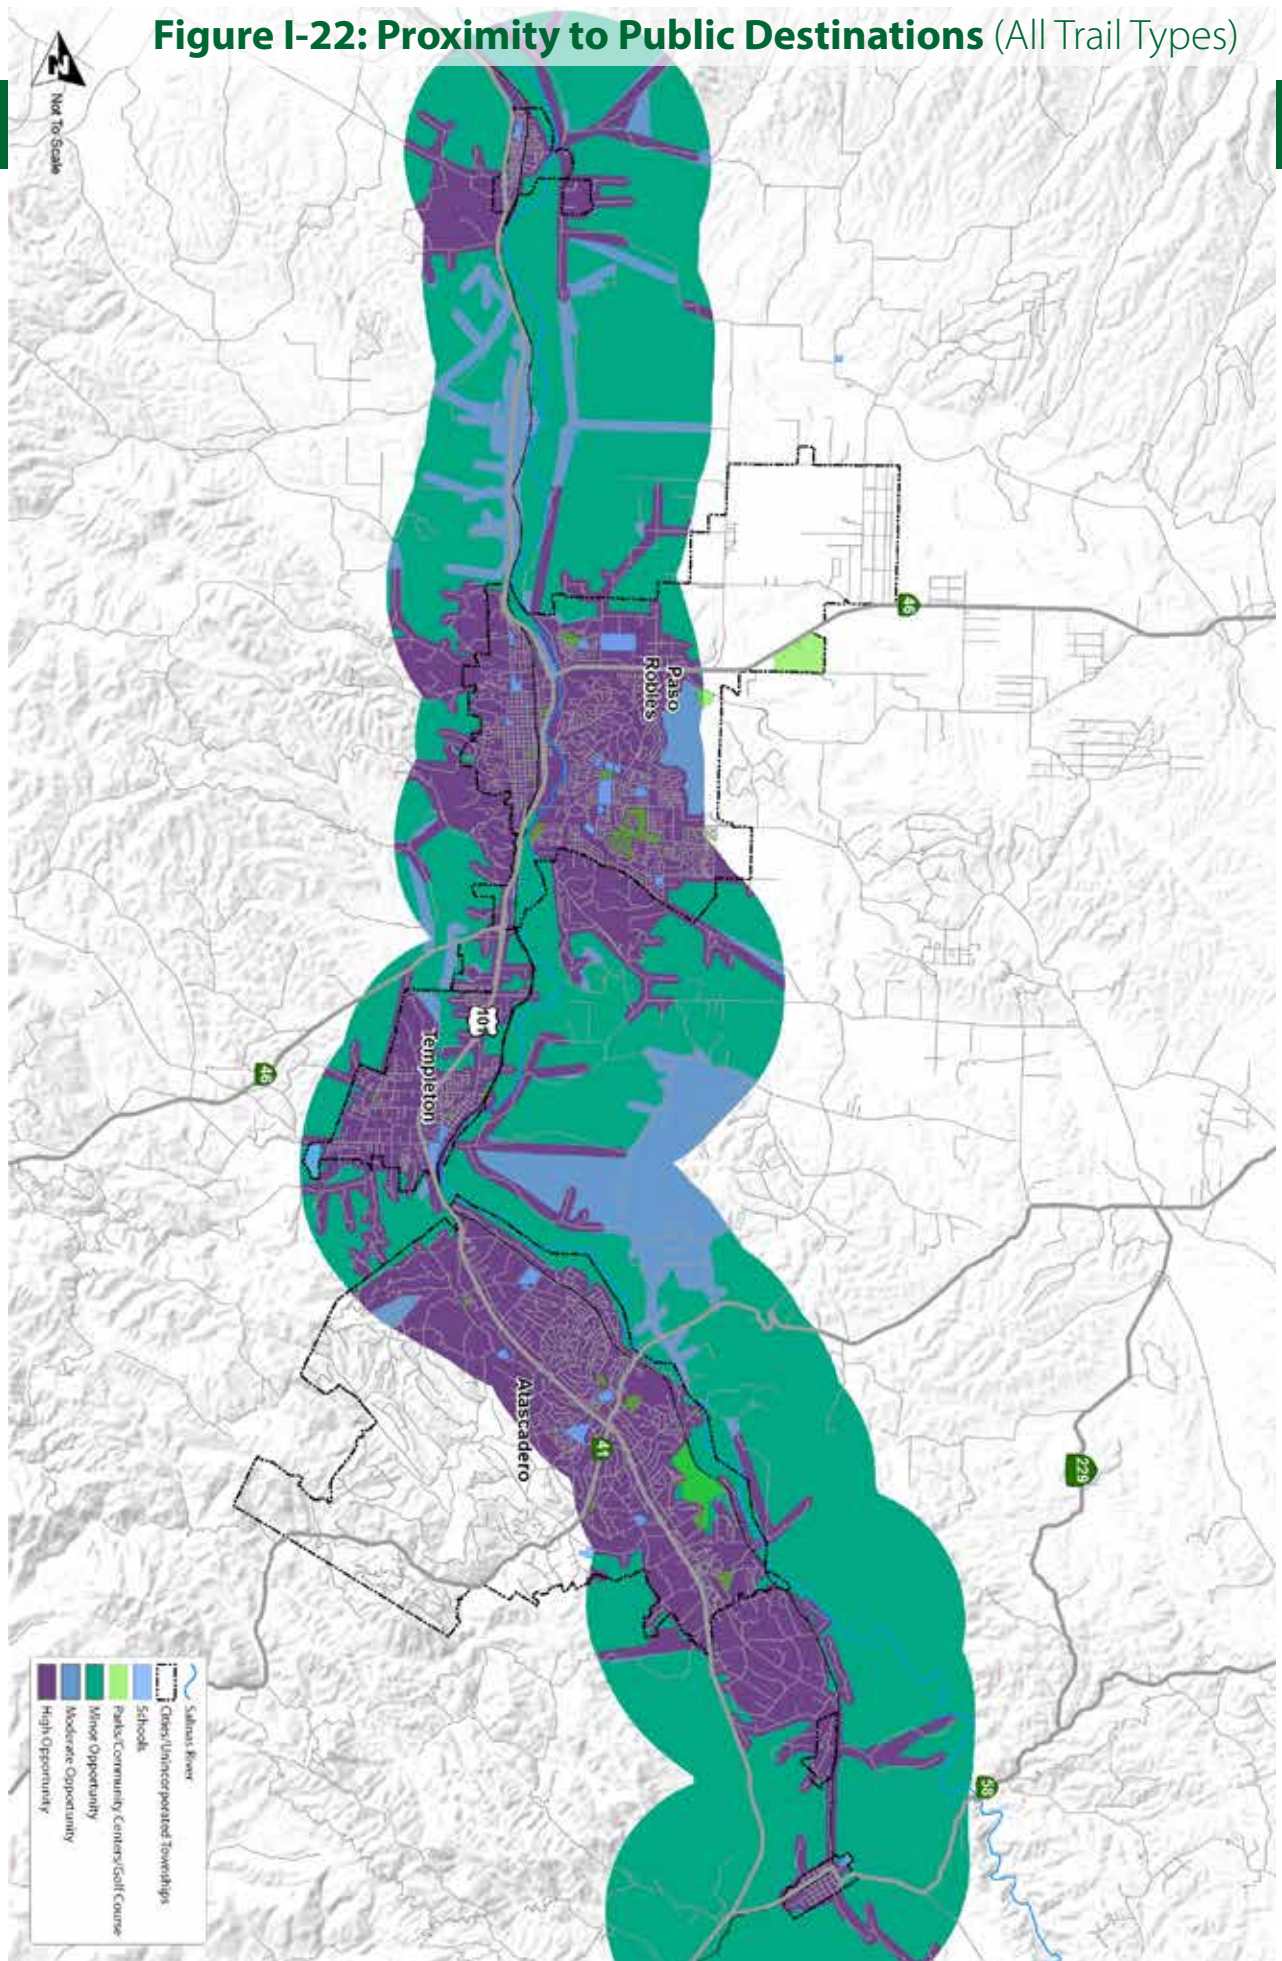 Figure I-22: Proximity to Public Destinations (All Trail Types)
N
Not To Scale
46
Paso
Robles
101
Templeton
46
Atascadero
41
229
58
Salinas River
Cities/Unincorporated Townships
Schools
Parks/Community Centers/Golf Course
Minor Opportunity
Moderate Opportunity
High Opportunity